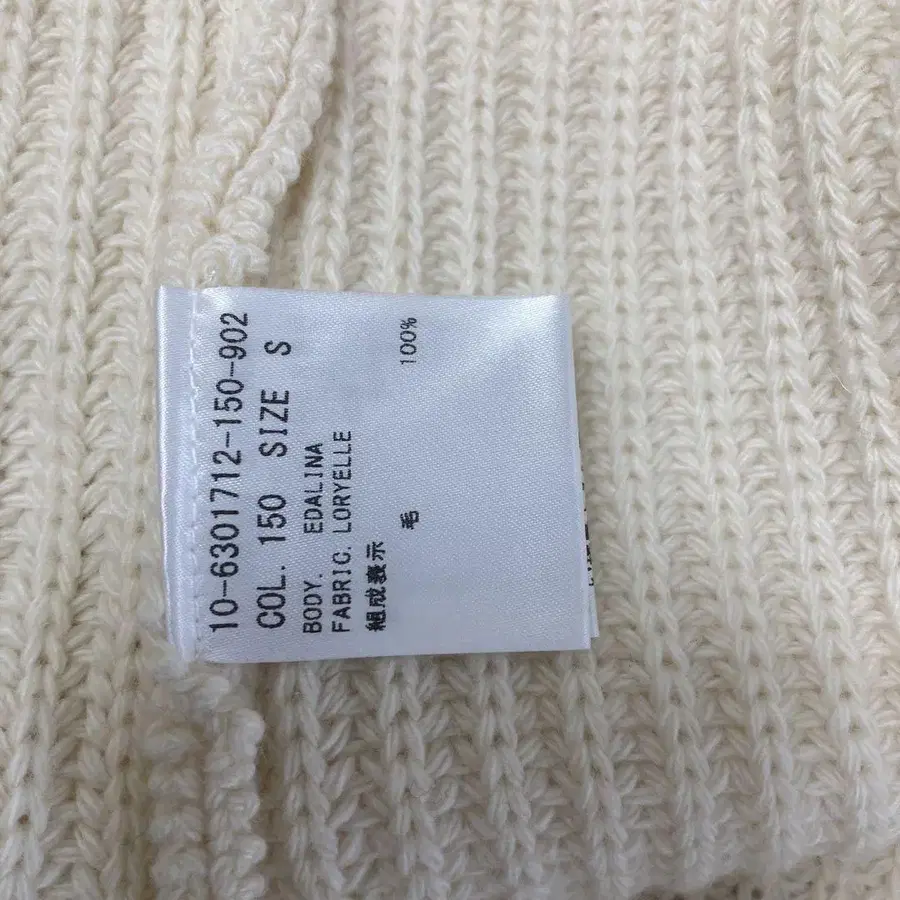 10-6301712-150-902
COL. 150 SIZE S
BODY. EDALINA
FABRIC. LORYELLE
組成表示
毛 100%